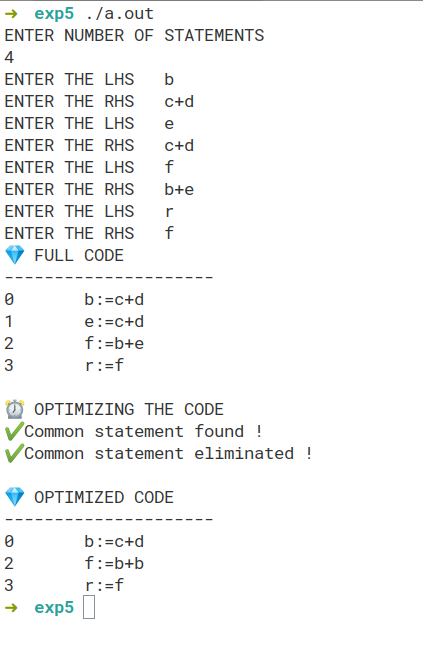 ➜  exp5 ./a.out
ENTER NUMBER OF STATEMENTS
4
ENTER THE LHS   b
ENTER THE RHS   c+d
ENTER THE LHS   e
ENTER THE RHS   c+d
ENTER THE LHS   f
ENTER THE RHS   b+e
ENTER THE LHS   r
ENTER THE RHS   f
💎 FULL CODE
---------------------
0       b:=c+d
1       e:=c+d
2       f:=b+e
3       r:=f
⏰ OPTIMIZING THE CODE
✅Common statement found !
✅Common statement eliminated !
💎 OPTIMIZED CODE
---------------------
0       b:=c+d
2       f:=b+b
3       r:=f
➜  exp5